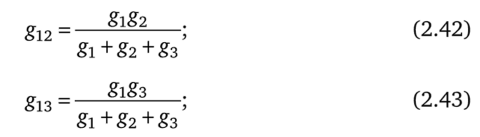 g₁₂ = g₁g₂ / (g₁ + g₂ + g₃); (2.42)
g₁₃ = g₁g₃ / (g₁ + g₂ + g₃); (2.43)